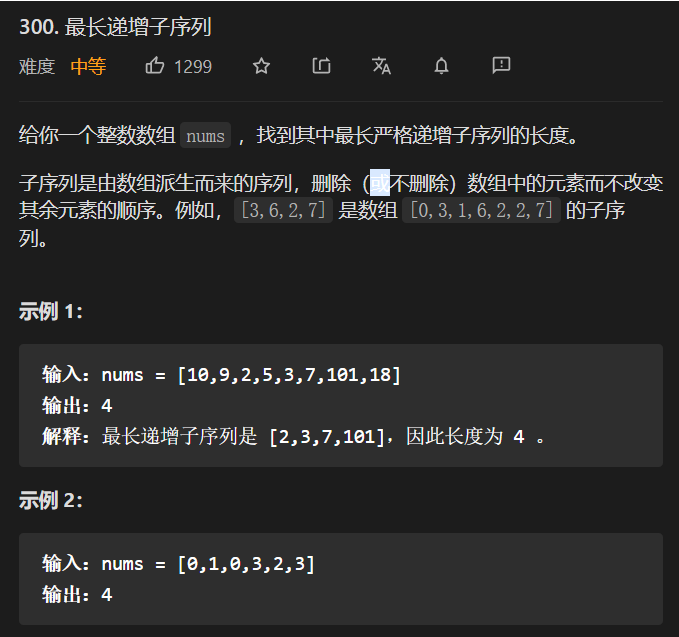 300. 最长递增子序列
难度 中等 1299
给你一个整数数组 nums ，找到其中最长严格递增子序列的长度。
子序列是由数组派生而来的序列，删除（或不删除）数组中的元素而不改变
其余元素的顺序。例如，[3,6,2,7] 是数组 [0,3,1,6,2,2,7] 的子序
列。
示例 1：
输入：nums = [10,9,2,5,3,7,101,18]
输出：4
解释：最长递增子序列是 [2,3,7,101]，因此长度为 4 。
示例 2：
输入：nums = [0,1,0,3,2,3]
输出：4